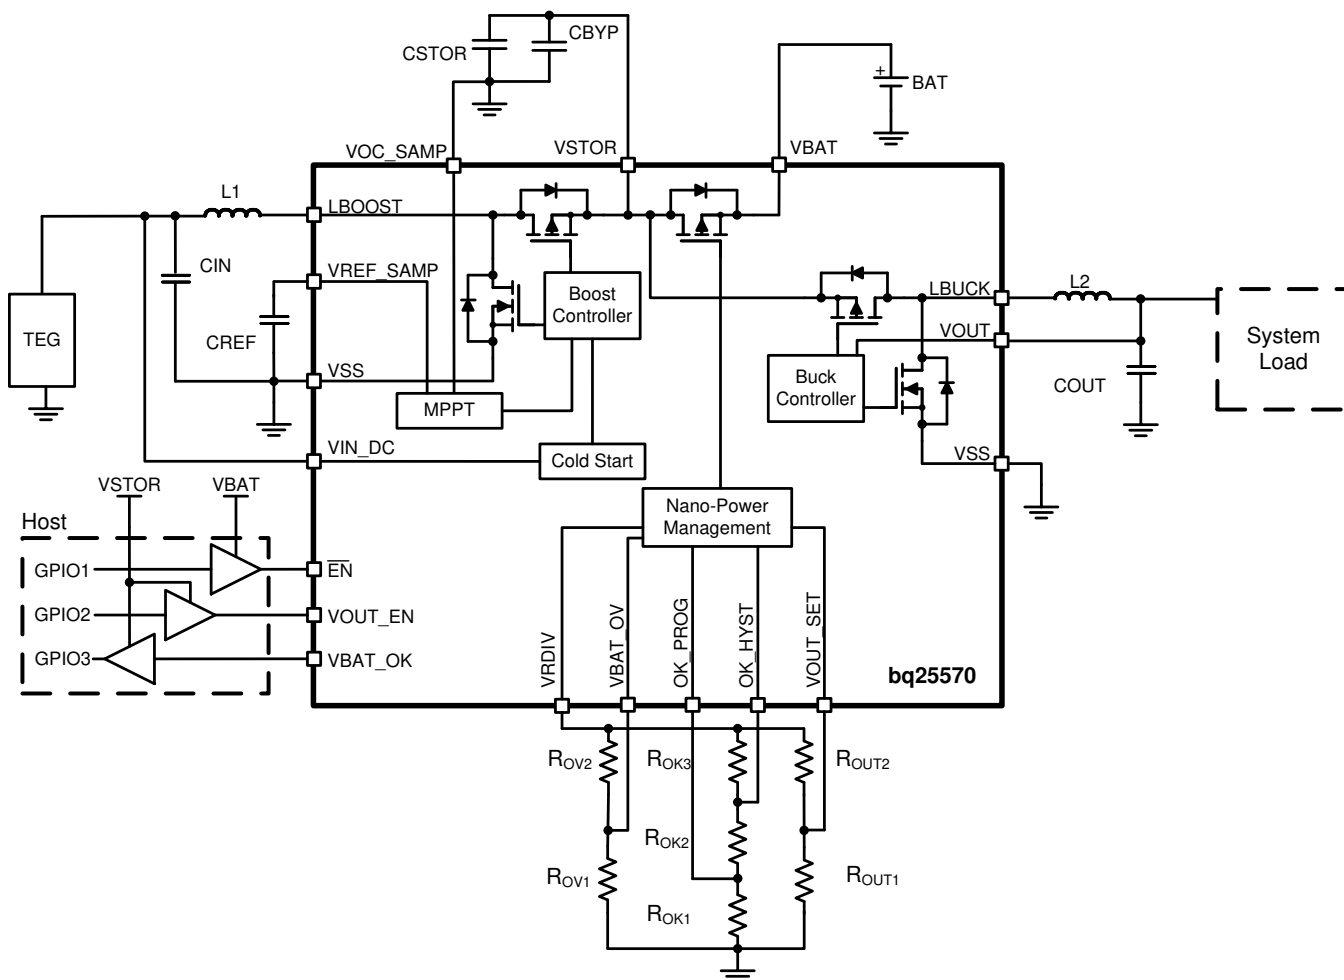 CBYP
CSTOR
+
BAT
VOC_SAMP
VSTOR
VBAT
L1
LBOOST
CIN
VREF_SAMP
Boost
Controller
LBUCK
L2
TEG
CREF
VOUT
System
Load
VSS
MPPT
Buck
Controller
COUT
VIN_DC
Cold Start
VSS
VSTOR
VBAT
Nano-Power
Management
Host
GPIO1
EN
GPIO2
VOUT_EN
GPIO3
VBAT_OK
VRDIV
VBAT_OV
OK_PROG
OK_HYST
VOUT_SET
bq25570
ROV2
ROK3
ROUT2
ROK2
ROV1
ROUT1
ROK1